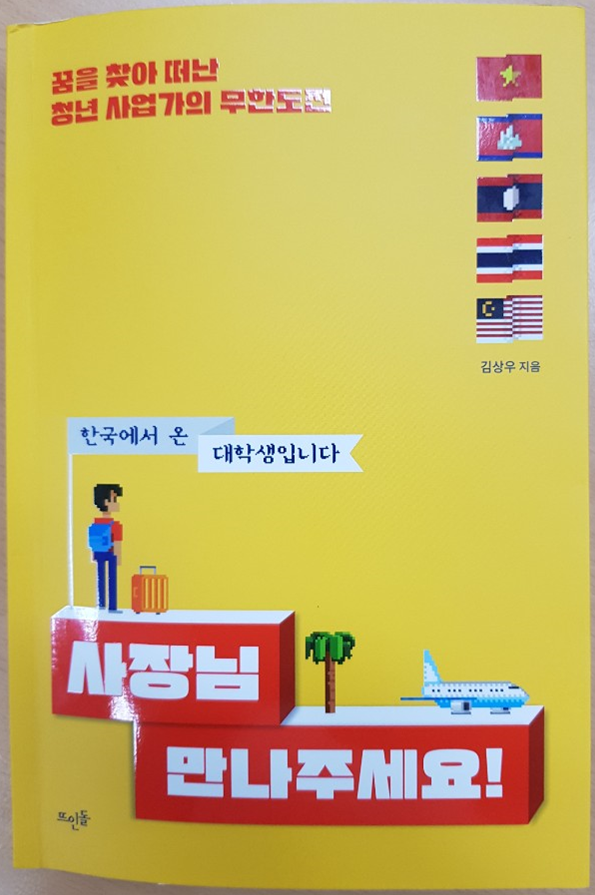 꿈을 찾아 떠난
청년 사업가의 무한도전
김상우 지음
한국에서 온
대학생입니다
사장님
만나주세요!
뜨인돌